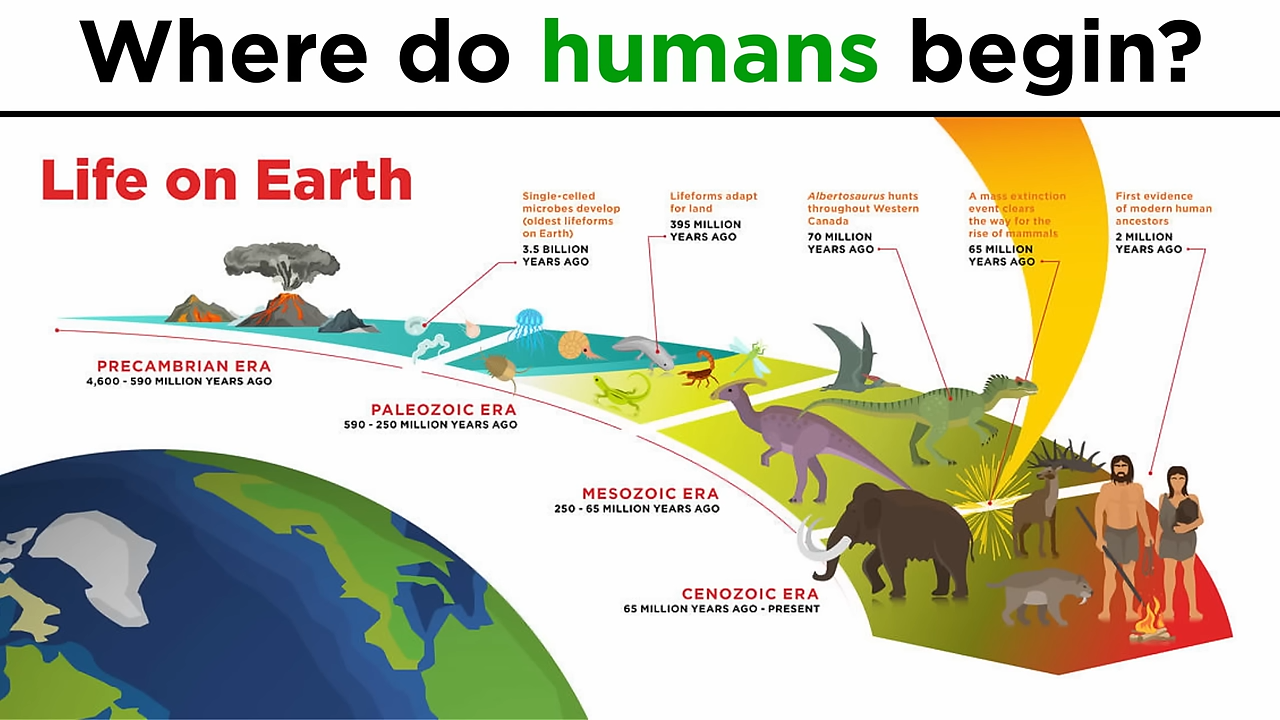 Where do humans begin?
Life on Earth
Single-celled
microbes develop
(oldest lifeforms
on Earth)
3.5 BILLION
YEARS AGO
Lifeforms adapt
for land
395 MILLION
YEARS AGO
Albertosaurus hunts
throughout Western
Canada
70 MILLION
YEARS AGO
A mass extinction
event clears
the way for the
rise of mammals
65 MILLION
YEARS AGO
First evidence
of modern human
ancestors
2 MILLION
YEARS AGO
PRECAMBRIAN ERA
4,600 - 590 MILLION YEARS AGO
PALEOZOIC ERA
590 - 250 MILLION YEARS AGO
MESOZOIC ERA
250 - 65 MILLION YEARS AGO
CENOZOIC ERA
65 MILLION YEARS AGO - PRESENT